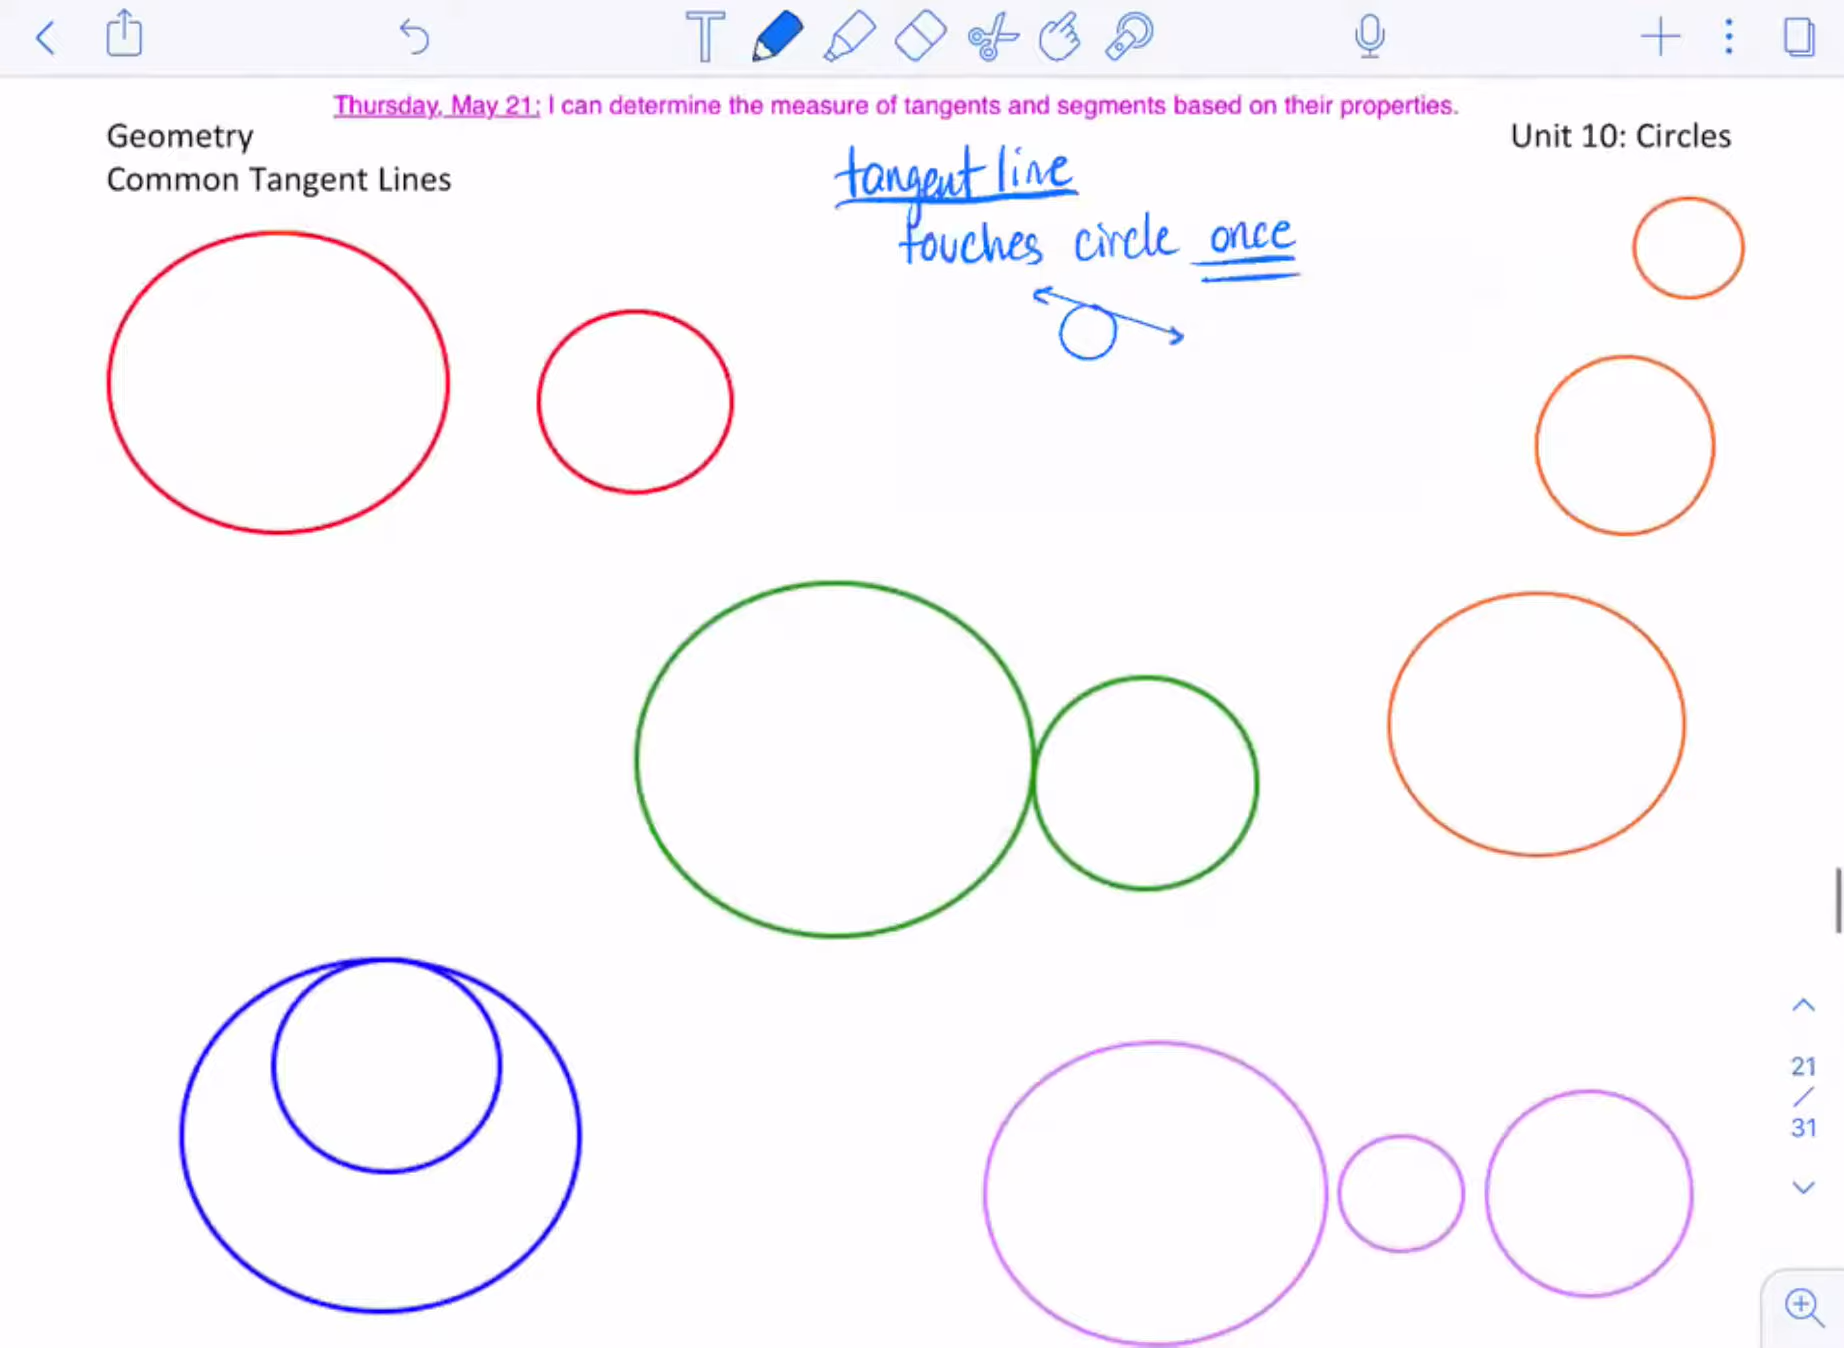 Thursday, May 21: I can determine the measure of tangents and segments based on their properties.
Geometry
Unit 10: Circles
Common Tangent Lines
tangent line
touches circle once
21
/
31